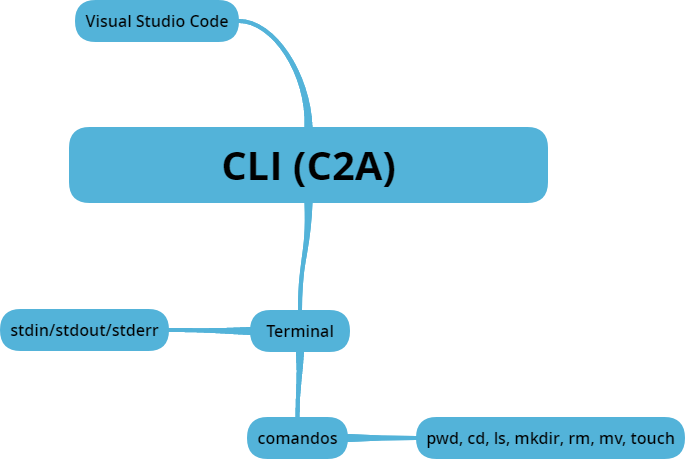 Visual Studio Code
CLI (C2A)
stdin/stdout/stderr
Terminal
comandos
pwd, cd, ls, mkdir, rm, mv, touch